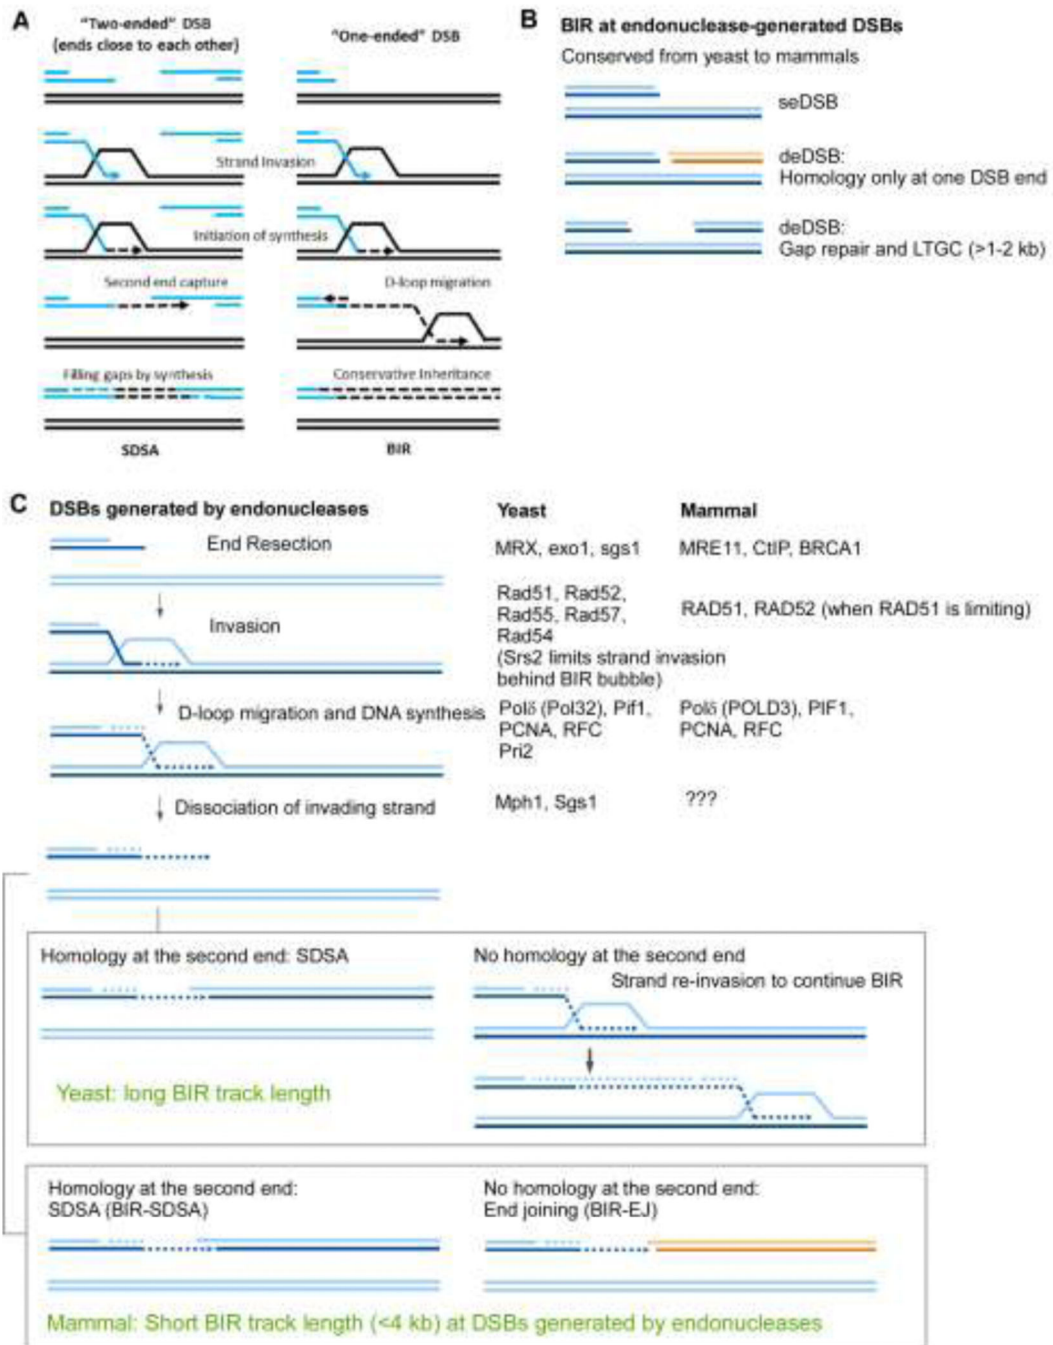 A
"Two-ended" DSB
(ends close to each other)
"One-ended" DSB
Strand Invasion
Initiation of synthesis
Second end capture
D-loop migration
Filling gaps by synthesis
Conservative Inheritance
SDSA
BIR
B
BIR at endonuclease-generated DSBs
Conserved from yeast to mammals
seDSB
deDSB:
Homology only at one DSB end
deDSB:
Gap repair and LTGC (>1-2 kb)
C
DSBs generated by endonucleases
Yeast
Mammal
End Resection
MRX, exo1, sgs1
MRE11, CtIP, BRCA1
Invasion
Rad51, Rad52,
Rad55, Rad57,
Rad54
(Srs2 limits strand invasion
behind BIR bubble)
RAD51, RAD52 (when RAD51 is limiting)
D-loop migration and DNA synthesis
Polδ (Pol32), Pif1,
PCNA, RFC
Pri2
Polδ (POLD3), PIF1,
PCNA, RFC
Dissociation of invading strand
Mph1, Sgs1
???
Homology at the second end: SDSA
No homology at the second end
Strand re-invasion to continue BIR
Yeast: long BIR track length
Homology at the second end:
SDSA (BIR-SDSA)
No homology at the second end:
End joining (BIR-EJ)
Mammal: Short BIR track length (<4 kb) at DSBs generated by endonucleases